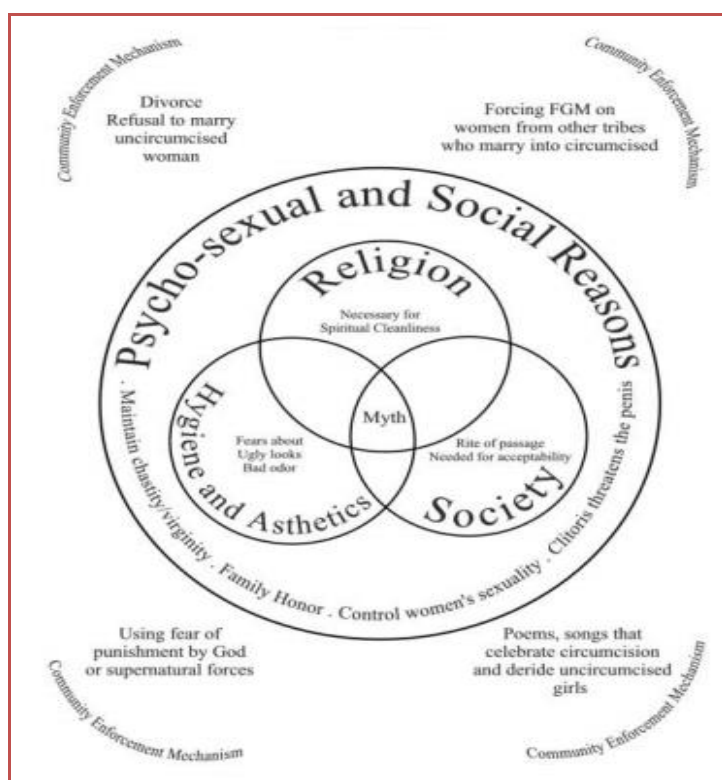 Community Enforcement Mechanism
Divorce
Refusal to marry
uncircumcised
woman
Community Enforcement Mechanism
Forcing FGM on
women from other tribes
who marry into circumcised
Psycho-sexual and Social Reasons
Religion
Necessary for
Spiritual Cleanliness
Hygiene and Asthetics
Fears about
Ugly looks
Bad odor
Myth
Rite of passage
Needed for acceptability
Society
. Maintain chastity/virginity . Family Honor . Control women's sexuality . Clitoris threatens the penis
Using fear of
punishment by God
or supernatural forces
Community Enforcement Mechanism
Poems, songs that
celebrate circumcision
and deride uncircumcised
girls
Community Enforcement Mechanism